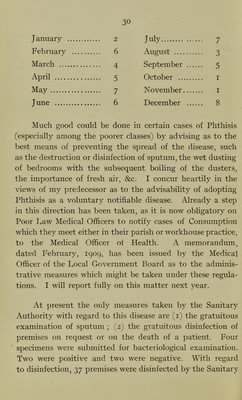 30
January ............ 2 July............... 7
February .......... 6 August ............ 3
March .............. 4 September ...... 5
April ................ 5 October ......... 1
May ................. 7 November....... 1
June ............... 6 December ...... 8
Much good could be done in certain cases of Phthisis
(especially among the poorer classes) by advising as to the
best means of preventing the spread of the disease, such
as the destruction or disinfection of sputum, the wet dusting
of bedrooms with the subsequent boiling of the dusters,
the importance of fresh air, &c. I concur heartily in the
views of my predecessor as to the advisability of adopting
Phthisis as a voluntary notifiable disease. Already a step
in this direction has been taken, as it is now obligatory on
Poor Law Medical Officers to notify cases of Consumption
which they meet either in their parish or workhouse practice,
to the Medical Officer of Health. A memorandum,
dated February, 1909, has been issued by the Medical
Officer of the Local Government Board as to the adminis-
trative measures which might be taken under these regula-
tions. I will report fully on this matter next year.
At present the only measures taken by the Sanitary
Authority with regard to this disease are (1) the gratuitous
examination of sputum ; (2) the gratuitous disinfection of
premises on request or on the death of a patient. Four
specimens were submitted for bacteriological examination.
Two were positive and two were negative. With regard
to disinfection, 37 premises were disinfected by the Sanitary